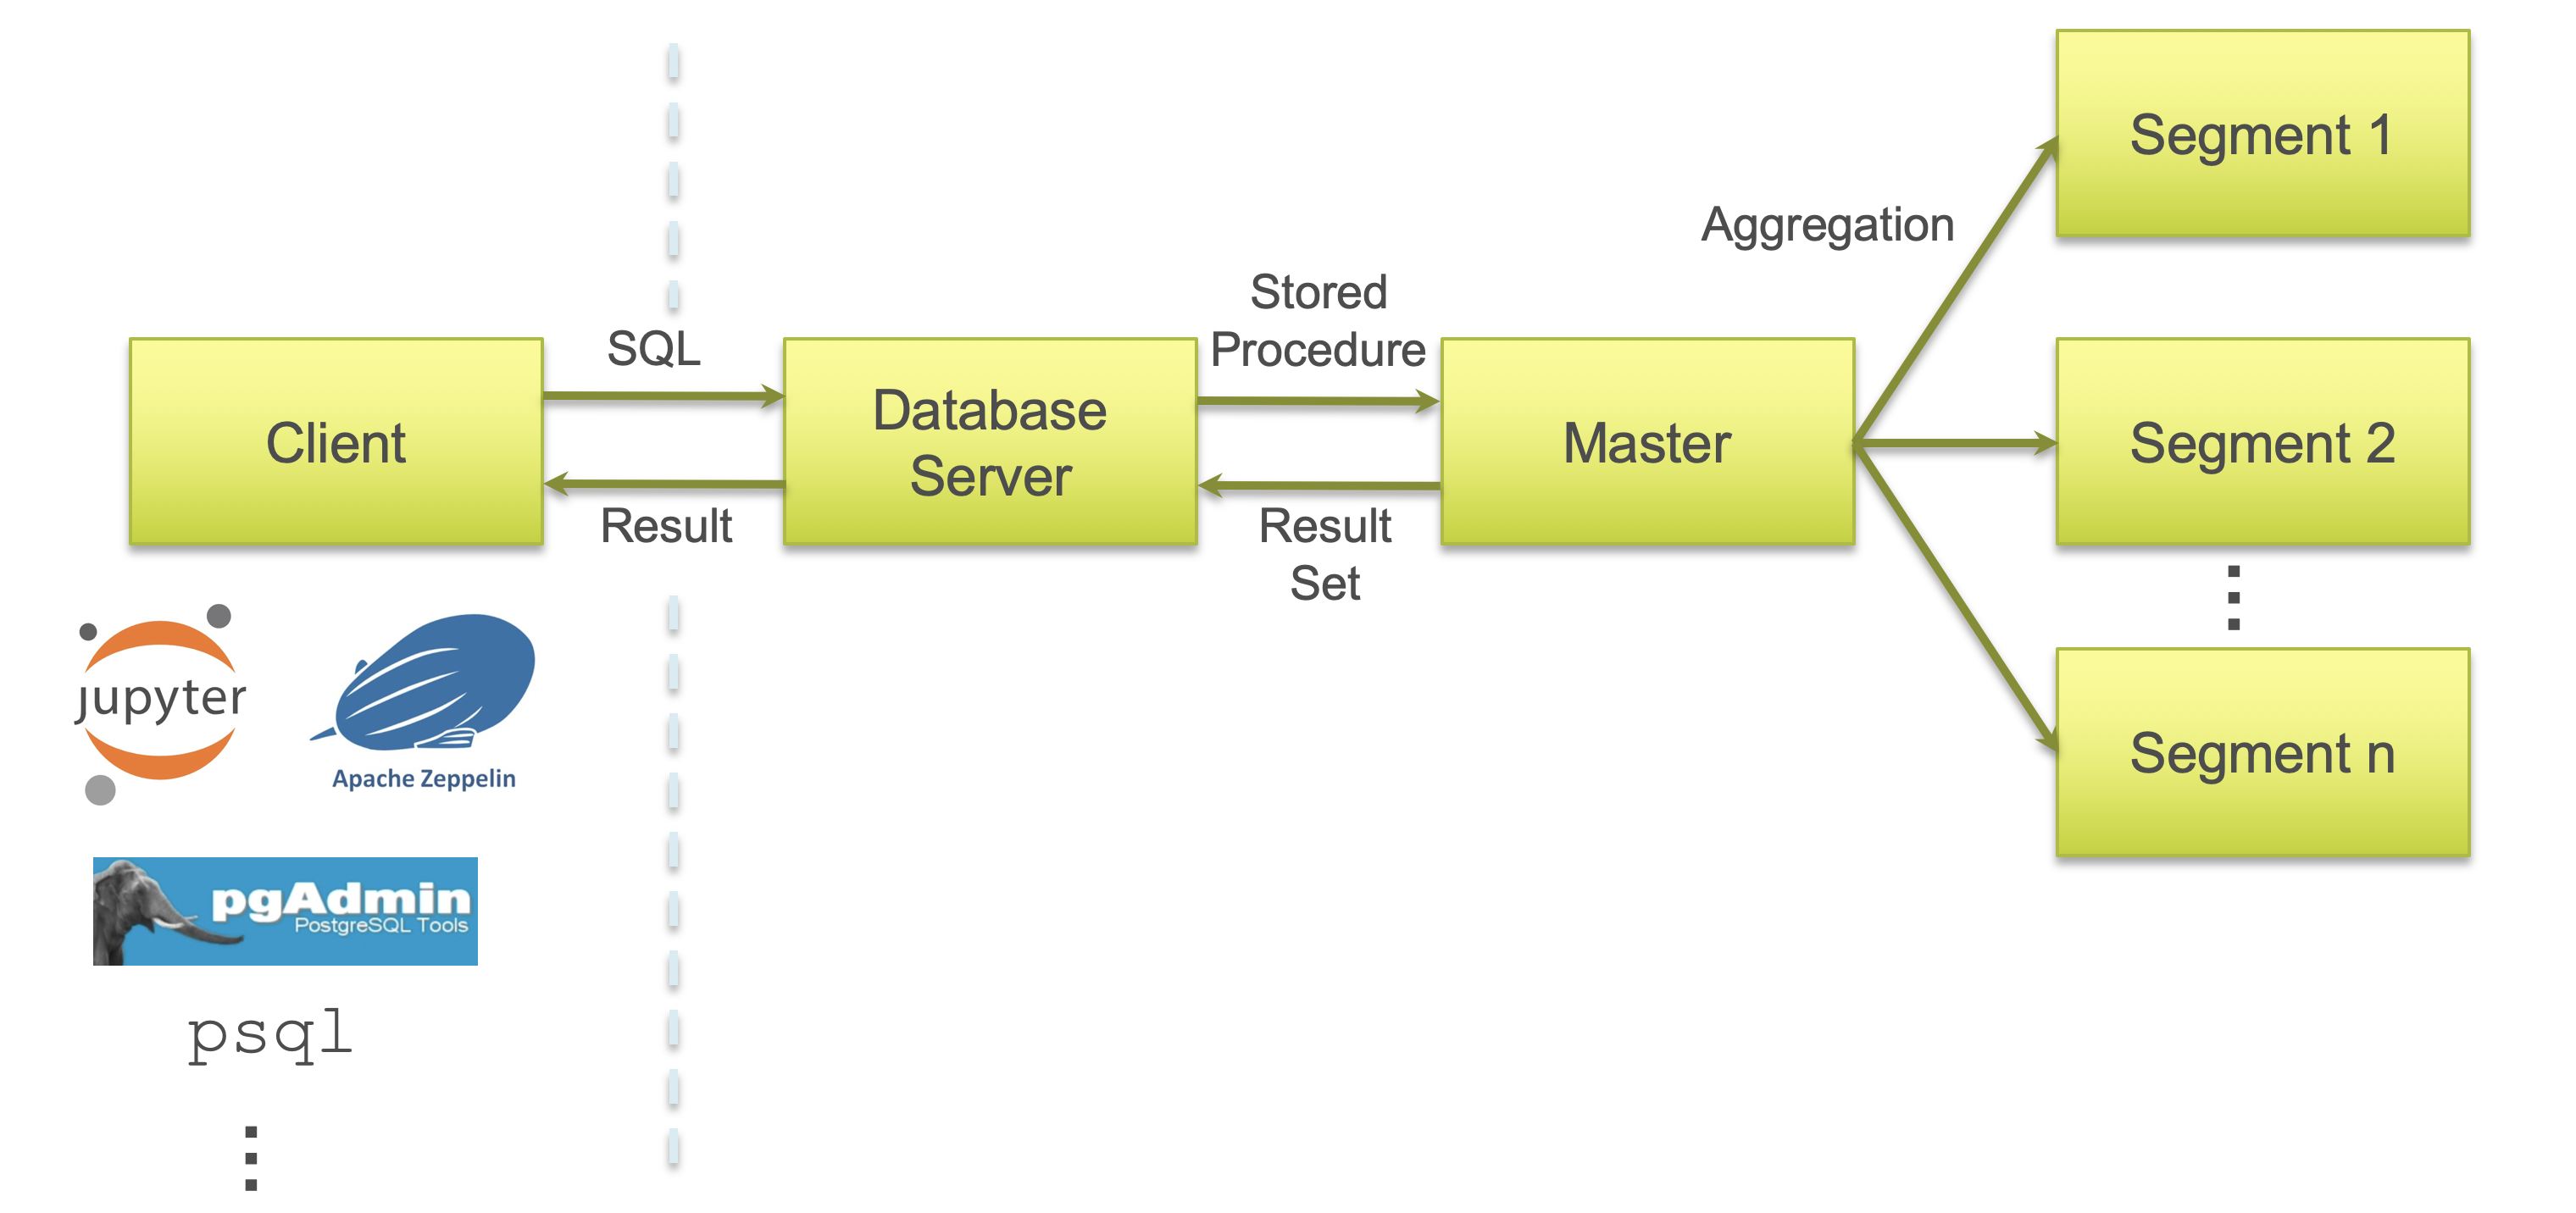 Segment 1
Aggregation
Stored
Procedure
SQL
Client
Database
Server
Master
Segment 2
Result
Result
Set
Segment n
jupyter
Apache Zeppelin
pgAdmin
PostgreSQL Tools
psql